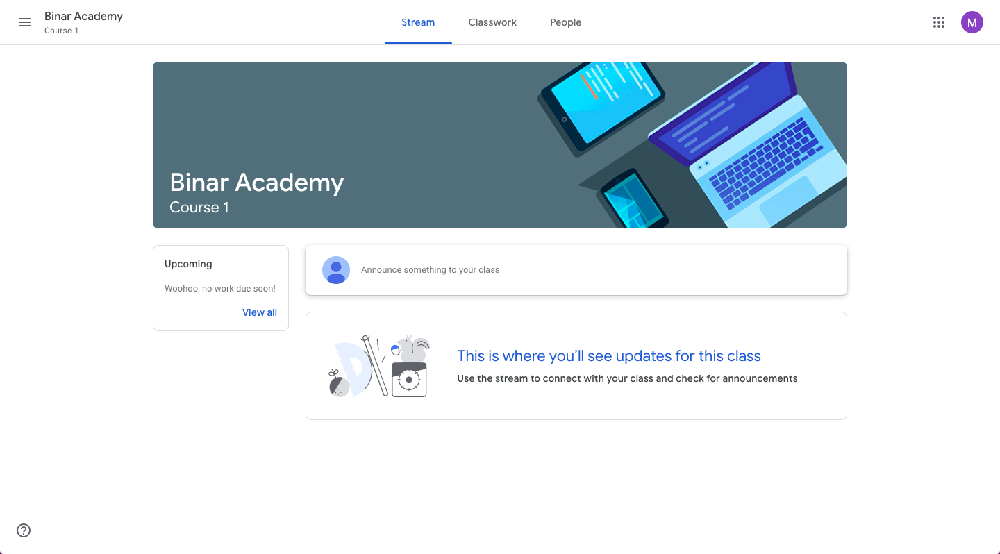 Binar Academy
Course 1
Stream
Classwork
People
M
Binar Academy
Course 1
Upcoming
Woohoo, no work due soon!
View all
Announce something to your class
This is where you’ll see updates for this class
Use the stream to connect with your class and check for announcements